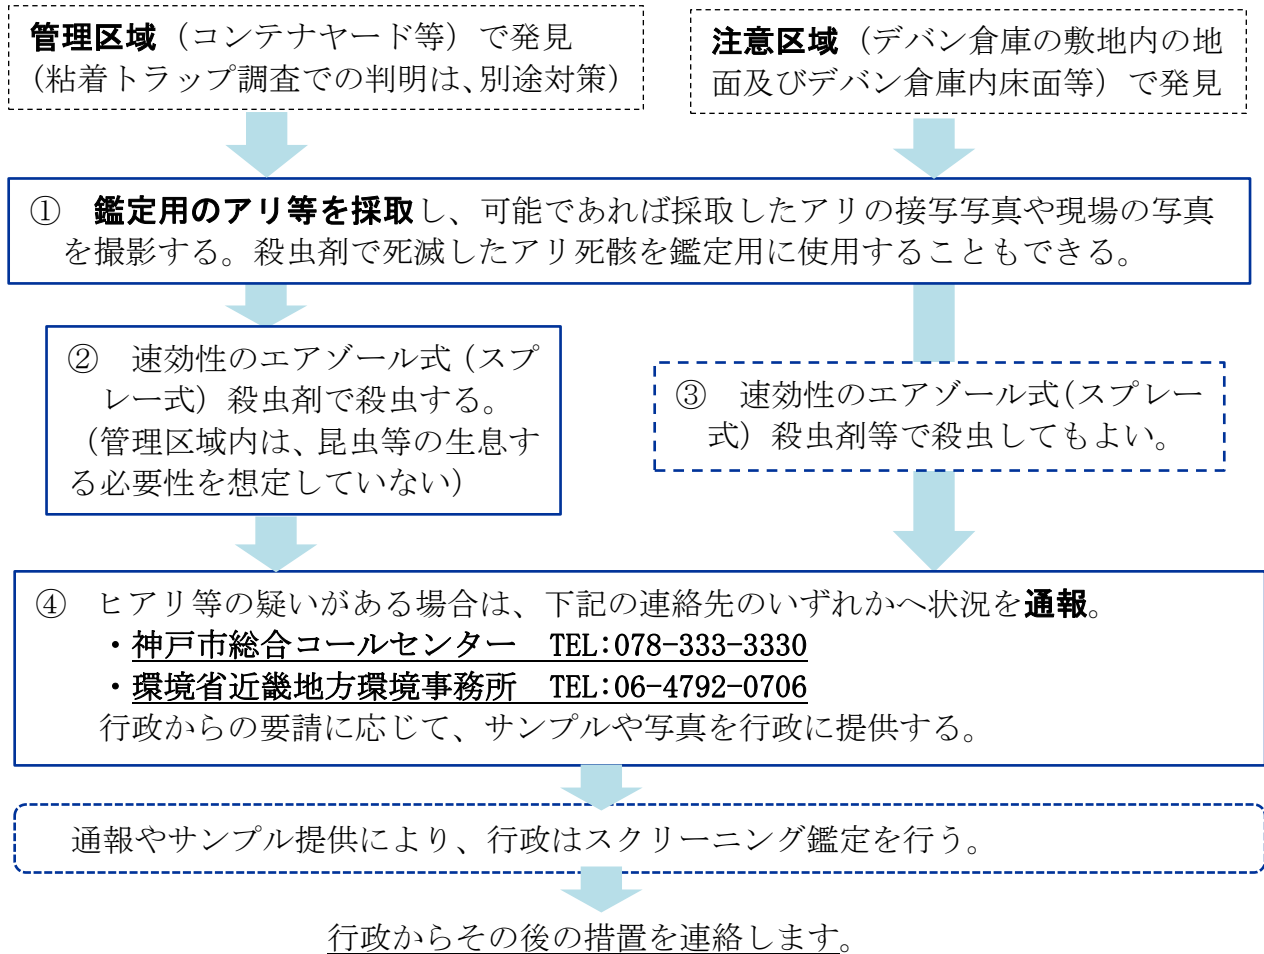 管理区域（コンテナヤード等）で発見
（粘着トラップ調査での判明は、別途対策）
注意区域（デバン倉庫の敷地内の地
面及びデバン倉庫内床面等）で発見
① 鑑定用のアリ等を採取し、可能であれば採取したアリの接写写真や現場の写真
を撮影する。殺虫剤で死滅したアリ死骸を鑑定用に使用することもできる。
② 速効性のエアゾール式（スプ
レー式）殺虫剤で殺虫する。
（管理区域内は、昆虫等の生息す
る必要性を想定していない）
③ 速効性のエアゾール式（スプレー
式）殺虫剤等で殺虫してもよい。
④ ヒアリ等の疑いがある場合は、下記の連絡先のいずれかへ状況を通報。
・神戸市総合コールセンター TEL:078-333-3330
・環境省近畿地方環境事務所 TEL:06-4792-0706
行政からの要請に応じて、サンプルや写真を行政に提供する。
通報やサンプル提供により、行政はスクリーニング鑑定を行う。
行政からその後の措置を連絡します。